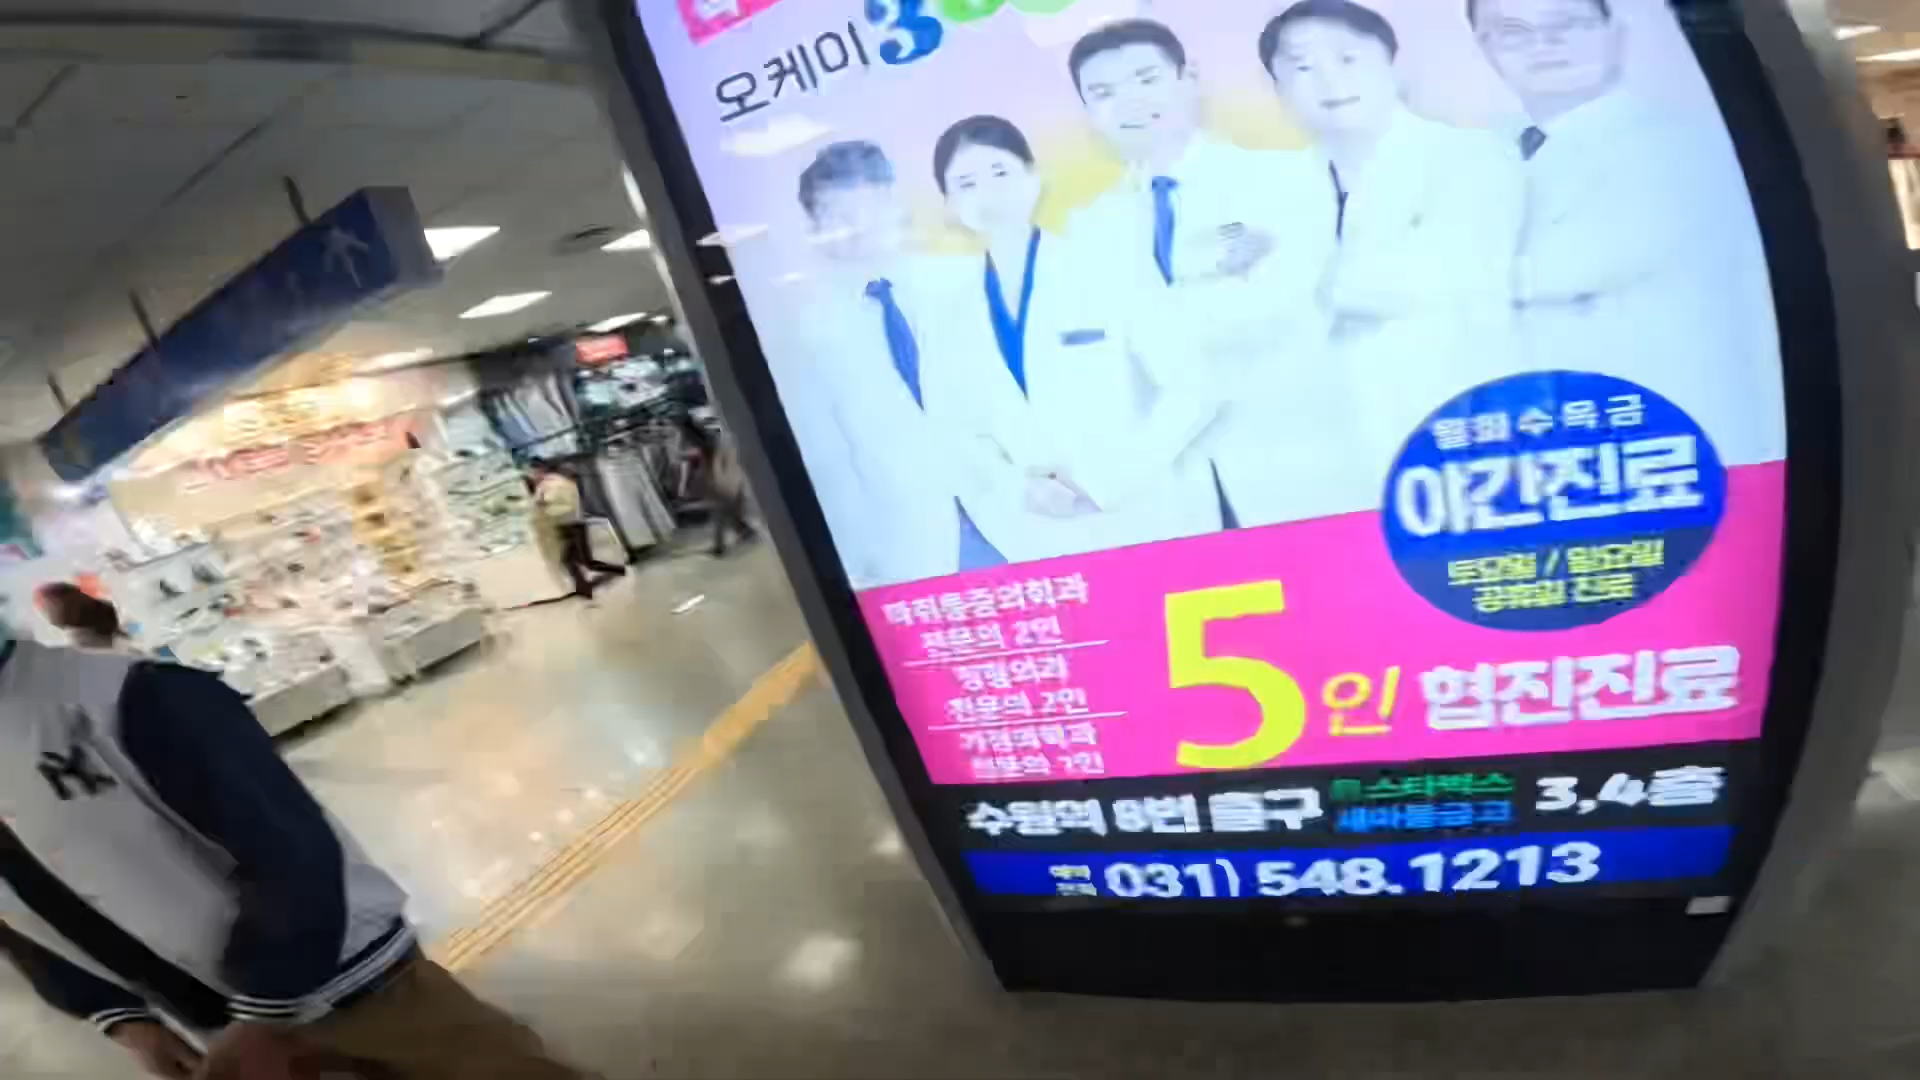 오케이3
월화수목금
야간진료
토요일 / 일요일
공휴일 진료
마취통증의학과
전문의 2인
정형외과
전문의 2인
가정의학과
전문의
5인 협진진료
수원역 8번 출구
스타벅스
새마을금고
3,4층
031) 548.1213